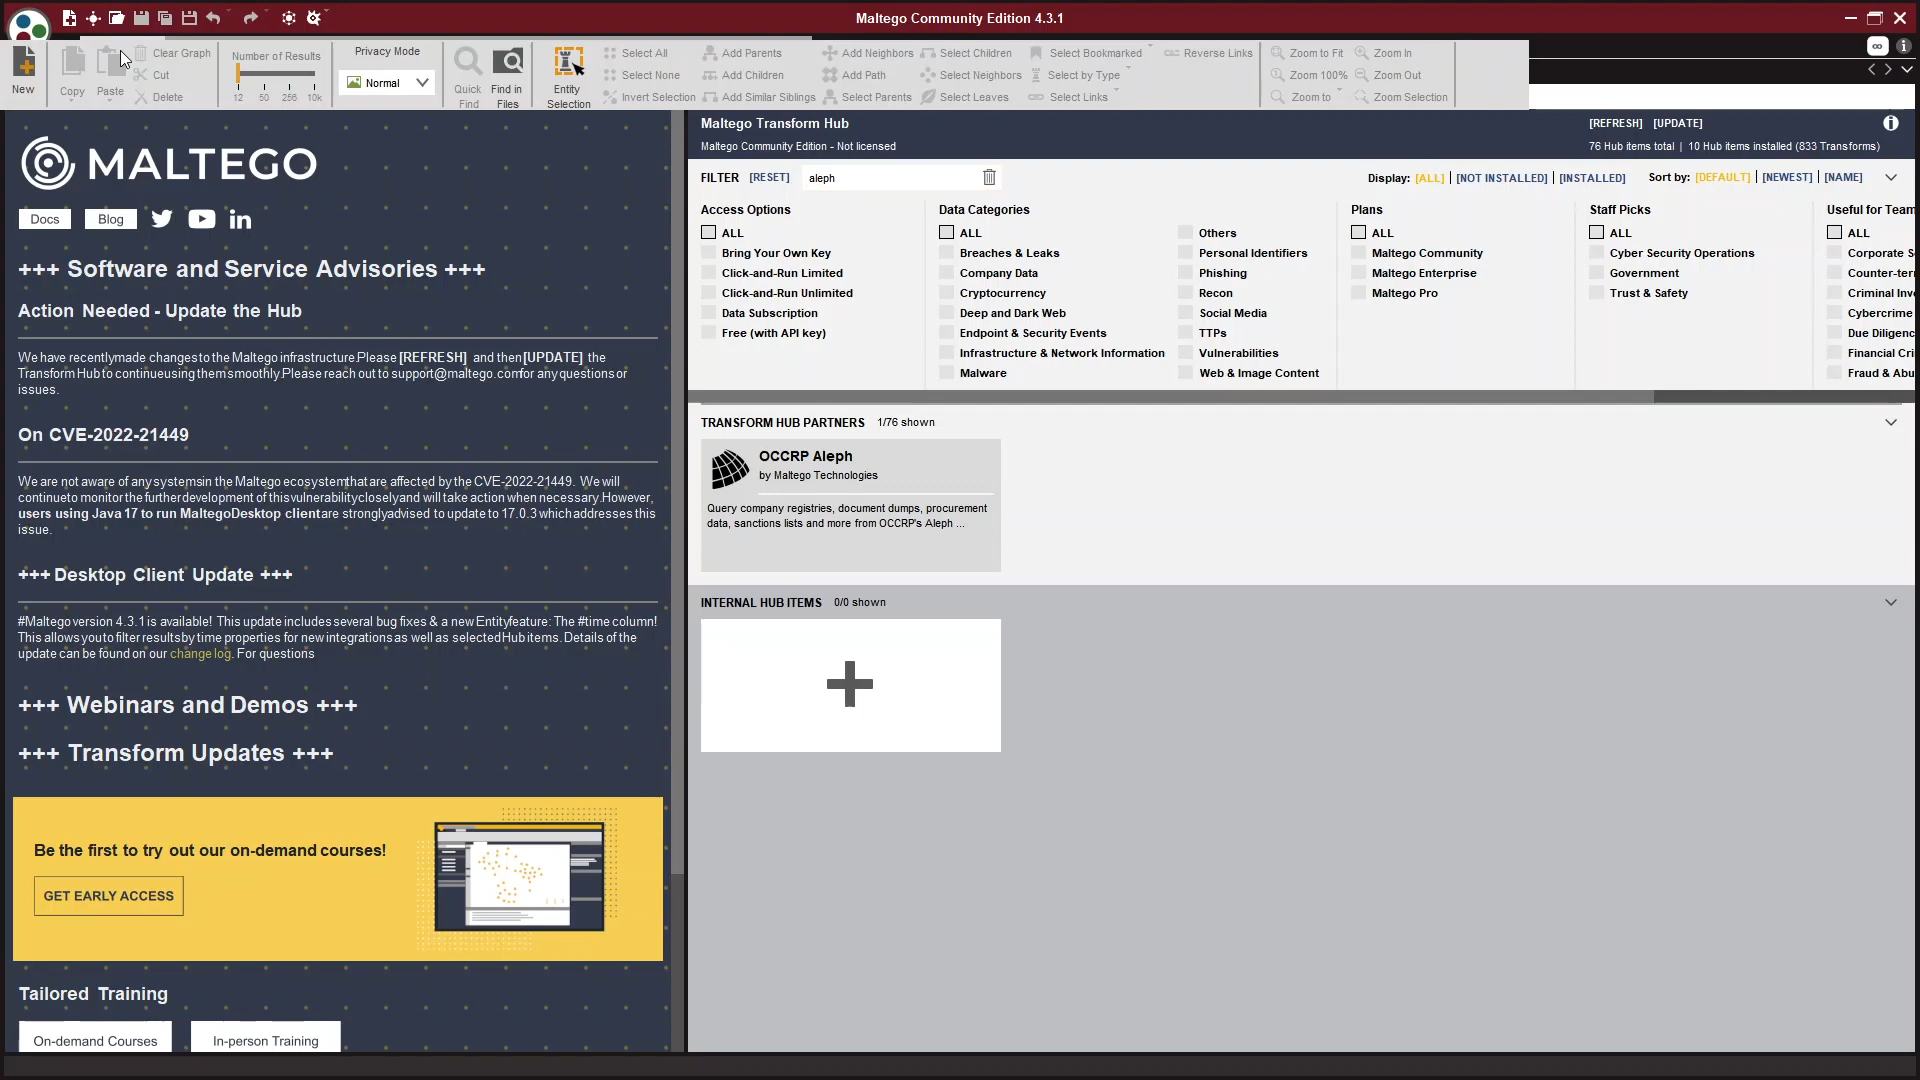 Maltego Community Edition 4.3.1
New
Copy
Paste
Clear Graph
Cut
Delete
Number of Results
12 50 256 10k
Privacy Mode
Normal
Quick Find
Find in Files
Entity Selection
Select All
Select None
Invert Selection
Add Parents
Add Children
Add Similar Siblings
Add Neighbors
Add Path
Select Parents
Select Children
Select Neighbors
Select Leaves
Select Bookmarked
Select by Type
Select Links
Reverse Links
Zoom to Fit
Zoom 100%
Zoom to
Zoom In
Zoom Out
Zoom Selection
MALTEGO
Docs Blog
+++ Software and Service Advisories +++
Action Needed - Update the Hub
We have recently made changes to the Maltego infrastructure. Please [REFRESH] and then [UPDATE] the
Transform Hub to continue using them smoothly. Please reach out to support@maltego.com for any questions or
issues.
On CVE-2022-21449
We are not aware of any systems in the Maltego ecosystem that are affected by the CVE-2022-21449. We will
continue to monitor the further development of this vulnerability closely and will take action when necessary. However,
users using Java 17 to run Maltego Desktop client are strongly advised to update to 17.0.3 which addresses this
issue.
+++ Desktop Client Update +++
#Maltego version 4.3.1 is available! This update includes several bug fixes & a new Entity feature: The #time column!
This allows you to filter results by time properties for new integrations as well as selected Hub items. Details of the
update can be found on our change log. For questions
+++ Webinars and Demos +++
+++ Transform Updates +++
Be the first to try out our on-demand courses!
GET EARLY ACCESS
Tailored Training
On-demand Courses In-person Training
Maltego Transform Hub
Maltego Community Edition - Not licensed
[REFRESH] [UPDATE]
76 Hub items total | 10 Hub items installed (833 Transforms)
FILTER [RESET] aleph
Display: [ALL] | [NOT INSTALLED] | [INSTALLED]
Sort by: [DEFAULT] | [NEWEST] | [NAME]
Access Options
ALL
Bring Your Own Key
Click-and-Run Limited
Click-and-Run Unlimited
Data Subscription
Free (with API key)
Data Categories
ALL
Breaches & Leaks
Company Data
Cryptocurrency
Deep and Dark Web
Endpoint & Security Events
Infrastructure & Network Information
Malware
Others
Personal Identifiers
Phishing
Recon
Social Media
TTPs
Vulnerabilities
Web & Image Content
Plans
ALL
Maltego Community
Maltego Enterprise
Maltego Pro
Staff Picks
ALL
Cyber Security Operations
Government
Trust & Safety
Useful for Team
ALL
Corporate S
Counter-ter
Criminal Inv
Cybercrime
Due Diligenc
Financial Cri
Fraud & Abu
TRANSFORM HUB PARTNERS 1/76 shown
OCCRP Aleph
by Maltego Technologies
Query company registries, document dumps, procurement
data, sanctions lists and more from OCCRP's Aleph ...
INTERNAL HUB ITEMS 0/0 shown